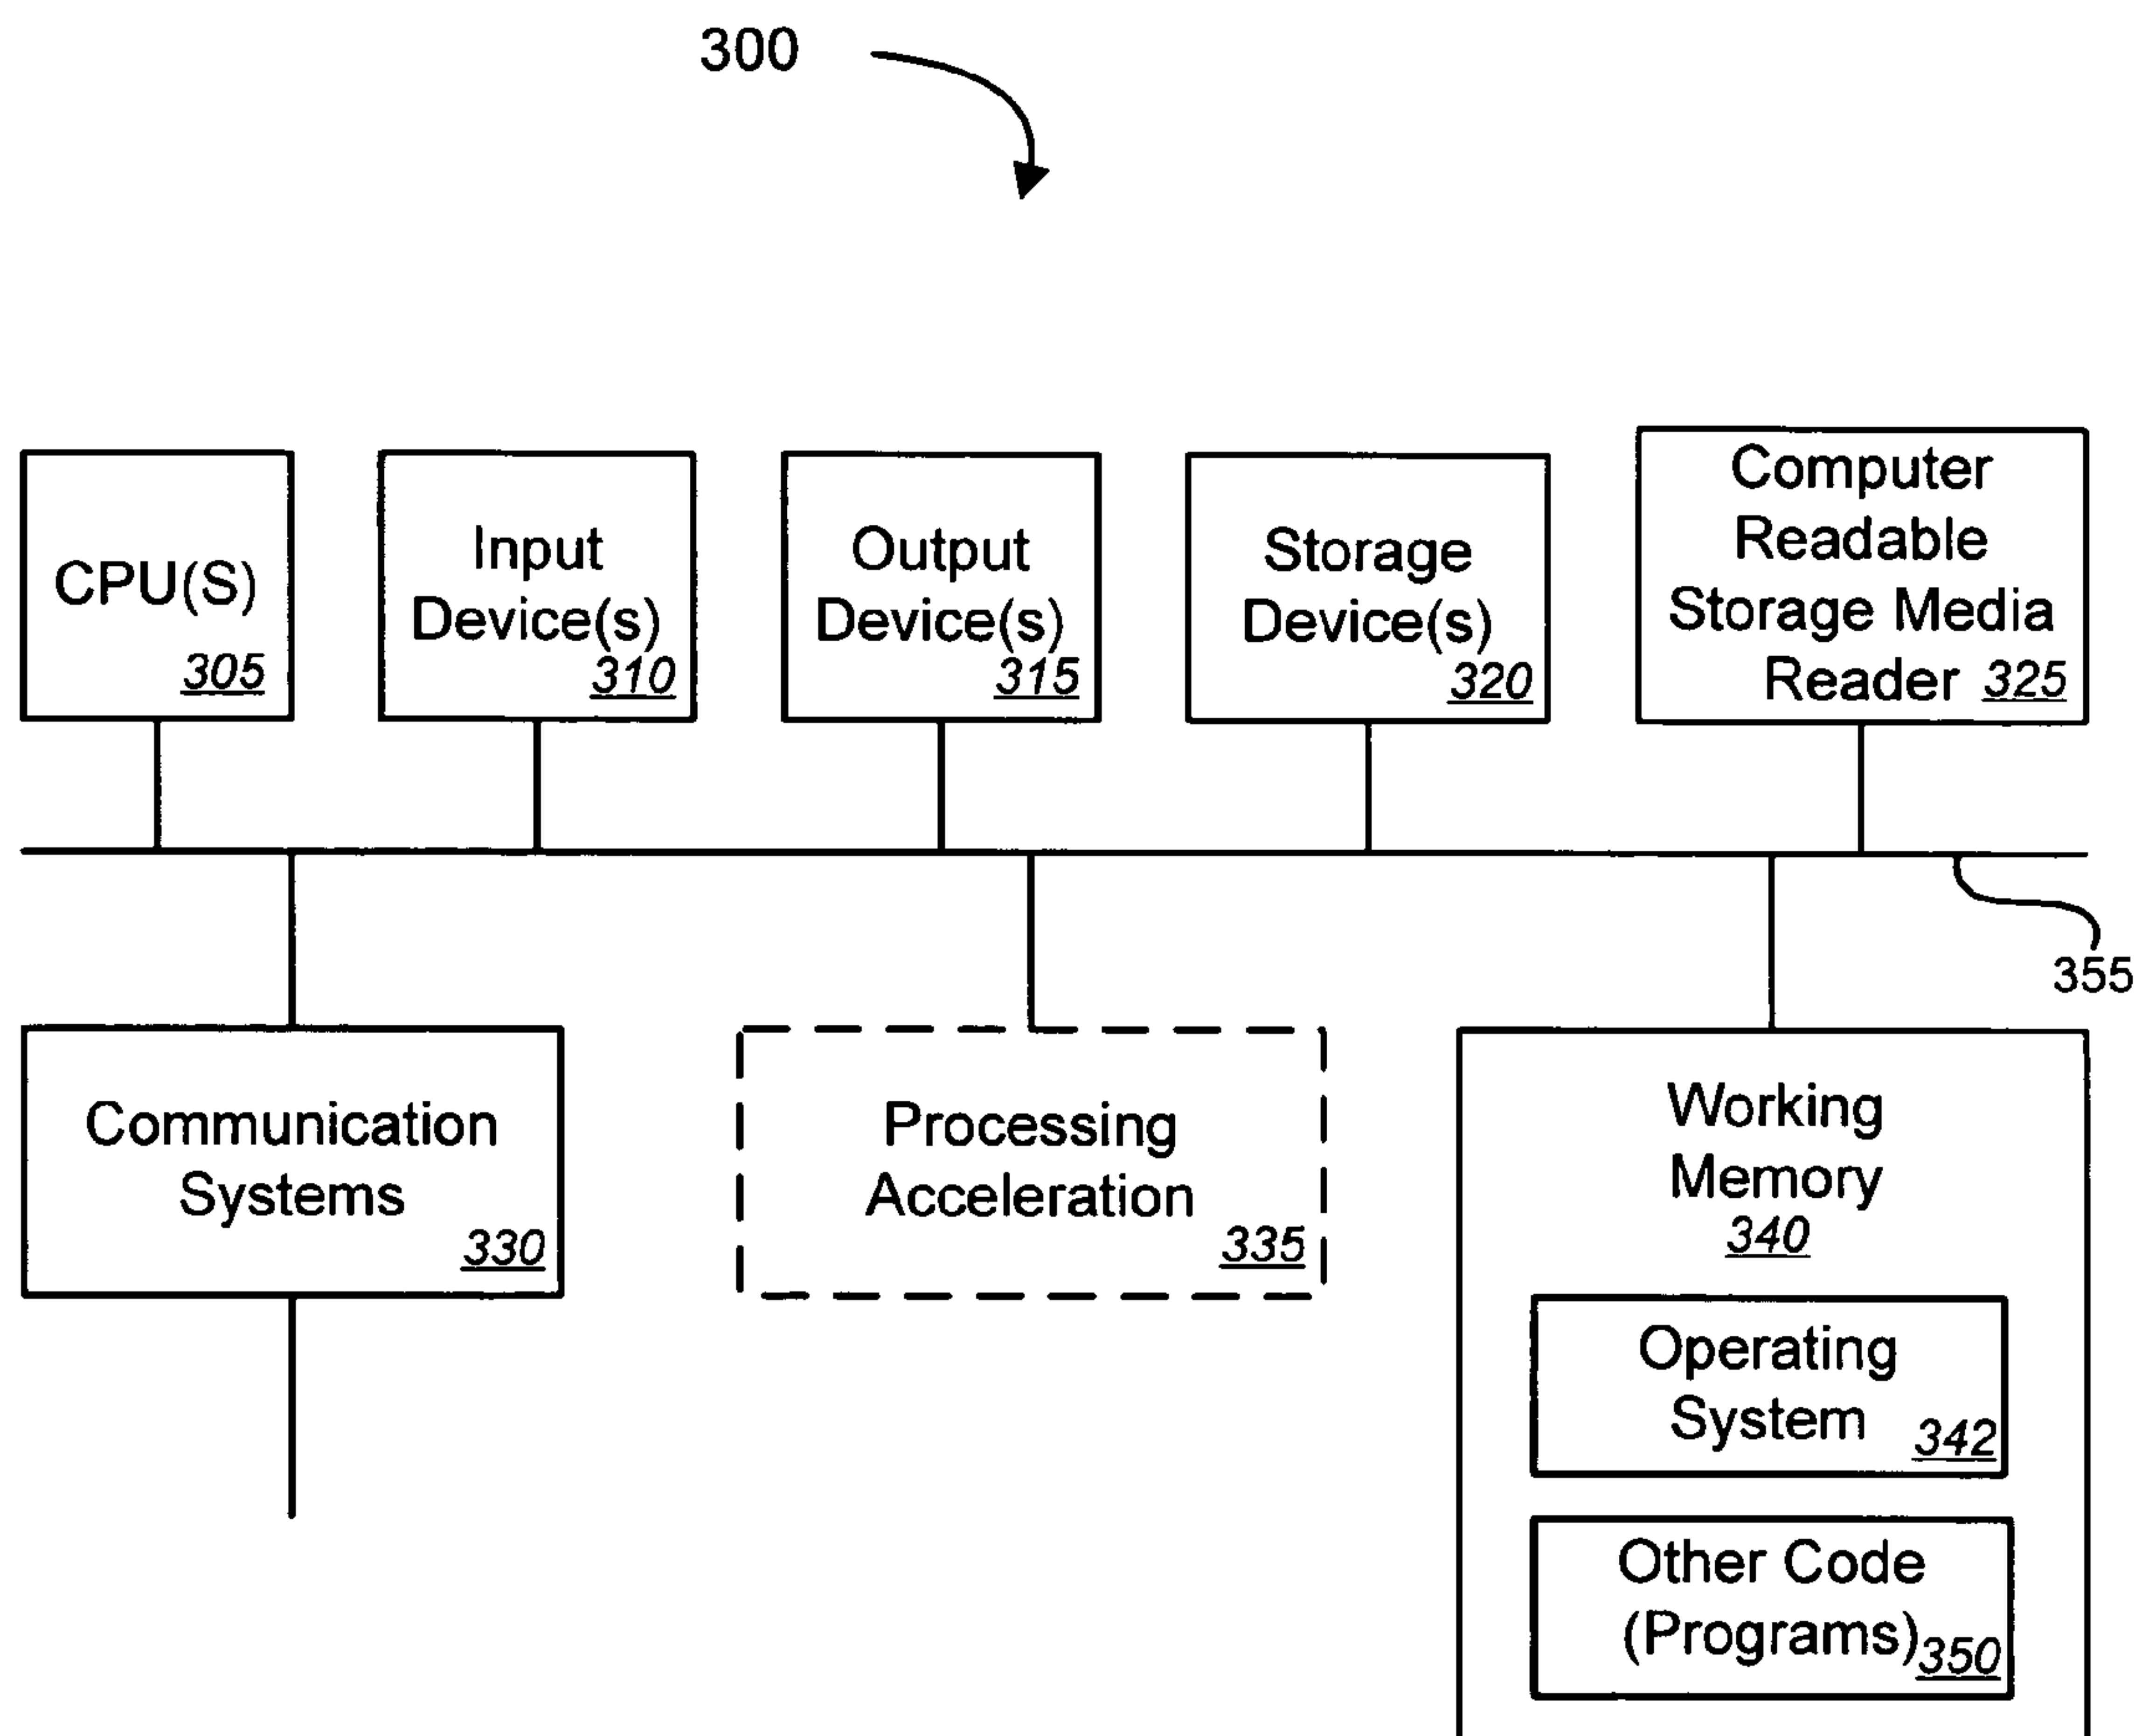 300
CPU(S)
305
Input
Device(s)
310
Output
Device(s)
315
Storage
Device(s)
320
Computer
Readable
Storage Media
Reader 325
355
Communication
Systems
330
Processing
Acceleration
335
Working
Memory
340
Operating
System
342
Other Code
(Programs)
350